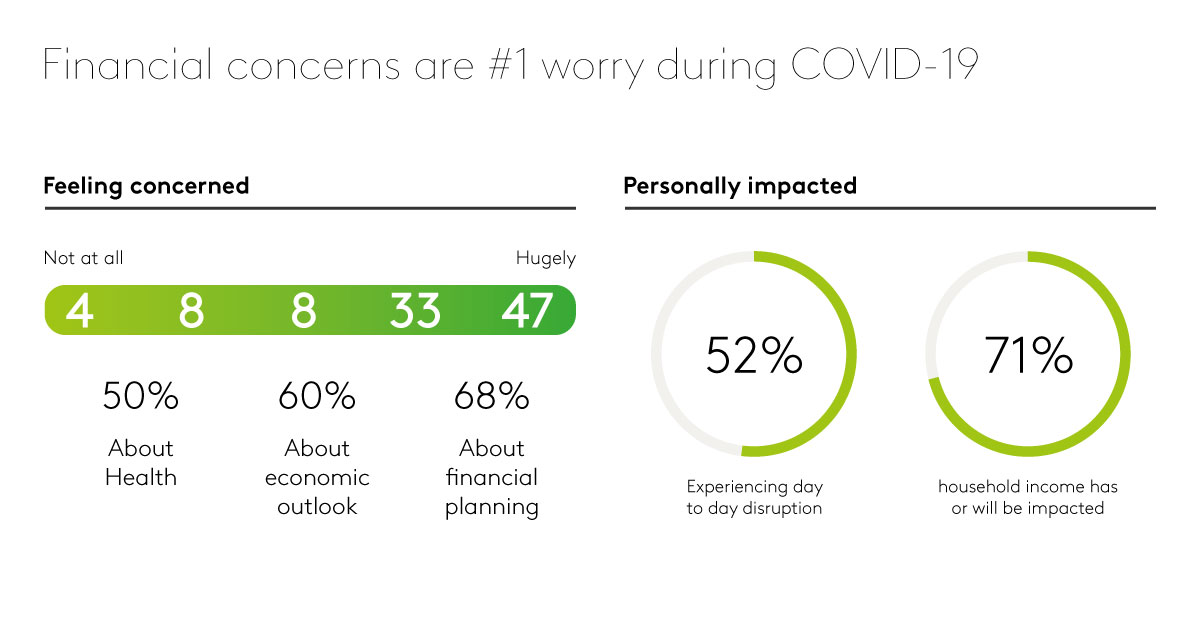 Financial concerns are #1 worry during COVID-19
Feeling concerned
Not at all
Hugely
4 8 8 33 47
50%
About
Health
60%
About
economic
outlook
68%
About
financial
planning
Personally impacted
52%
Experiencing day
to day disruption
71%
household income has
or will be impacted